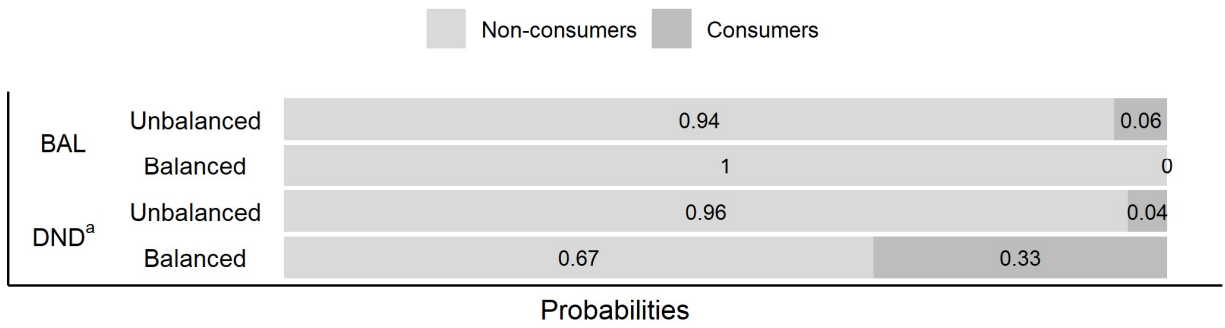 Non-consumers Consumers
BAL
Unbalanced 0.94 0.06
Balanced 1 0
DNDᵃ
Unbalanced 0.96 0.04
Balanced 0.67 0.33
Probabilities